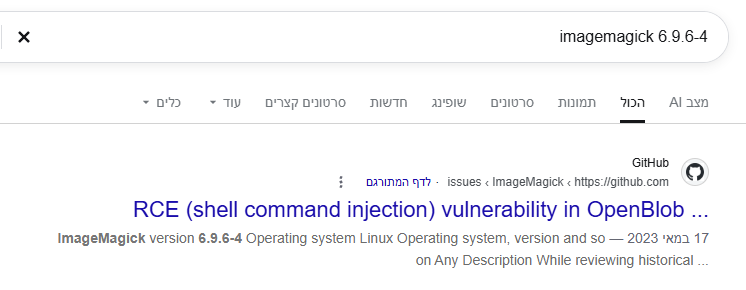 imagemagick 6.9.6-4
מצב AI הכול תמונות סרטונים שופינג חדשות סרטונים קצרים עוד כלים
GitHub
https://github.com › ImageMagick › issues · לדף המתורגם
RCE (shell command injection) vulnerability in OpenBlob ...
17 במאי 2023 — ImageMagick version 6.9.6-4 Operating system Linux Operating system, version and so
on Any Description While reviewing historical ...